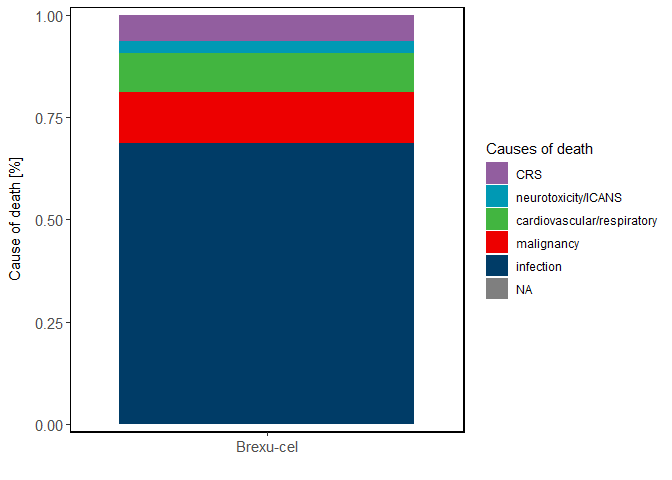 1.00
0.75
0.50
0.25
0.00
Cause of death [%]
Brexu-cel
Causes of death
CRS
neurotoxicity/ICANS
cardiovascular/respiratory
malignancy
infection
NA